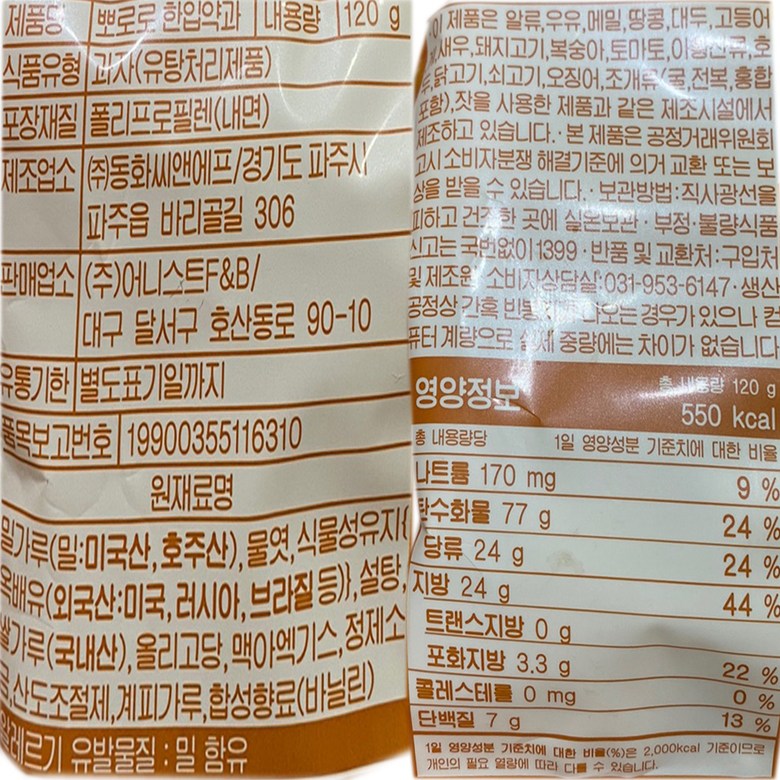 제품명 뽀로로 한입약과 내용량 120 g
식품유형 과자(유탕처리제품)
포장재질 폴리프로필렌(내면)
제조업소 ㈜동화씨앤에프/경기도 파주시
파주읍 바리골길 306
판매업소 (주)어니스트F&B/
대구 달서구 호산동로 90-10
유통기한 별도표기일까지
품목보고번호 19900355116310
원재료명
밀가루(밀:미국산,호주산),물엿,식물성유지{
옥배유(외국산:미국,러시아,브라질 등)},설탕,
쌀가루(국내산),올리고당,맥아엑기스,정제소
,산도조절제,계피가루,합성향료(바닐린)
알레르기 유발물질 : 밀 함유
이 제품은 알류,우유,메밀,땅콩,대두,고등어
새우,돼지고기,복숭아,토마토,아황산류,호
두,닭고기,쇠고기,오징어,조개류(굴,전복,홍합
포함),잣을 사용한 제품과 같은 제조시설에서
제조하고 있습니다.· 본 제품은 공정거래위원회
고시 소비자분쟁 해결기준에 의거 교환 또는 보
상을 받을 수 있습니다.· 보관방법:직사광선을
피하고 건조한 곳에 실온보관 · 부정·불량식품
신고는 국번없이 1399 · 반품 및 교환처:구입처
및 제조원· 소비자상담실:031-953-6147· 생산
공정상 간혹 빈 나오는 경우가 있으나 컴
퓨터 계량으로 실제 중량에는 차이가 없습니다
영양정보 총 내용량 120 g
550 kcal
총 내용량당 1일 영양성분 기준치에 대한 비율
나트륨 170 mg 9 %
탄수화물 77 g 24 %
당류 24 g 24 %
지방 24 g 44 %
트랜스지방 0 g
포화지방 3.3 g 22 %
콜레스테롤 0 mg 0 %
단백질 7 g 13 %
1일 영양성분 기준치에 대한 비율(%)은 2,000kcal 기준이므로
개인의 필요 열량에 따라 다를 수 있습니다.